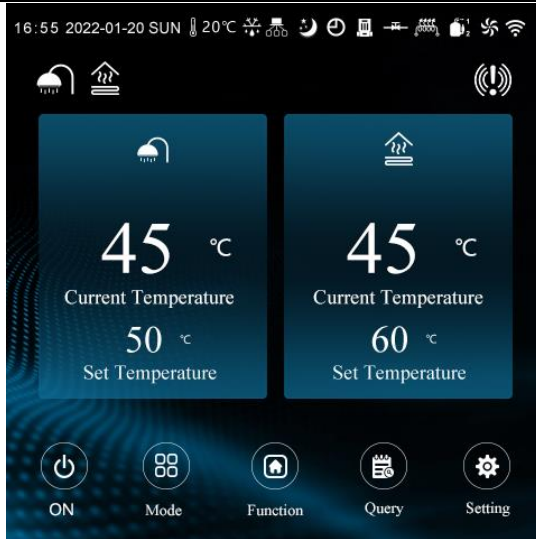 16:55 2022-01-20 SUN 20℃
45 ℃ 45 ℃
Current Temperature Current Temperature
50 ℃ 60 ℃
Set Temperature Set Temperature
ON Mode Function Query Setting